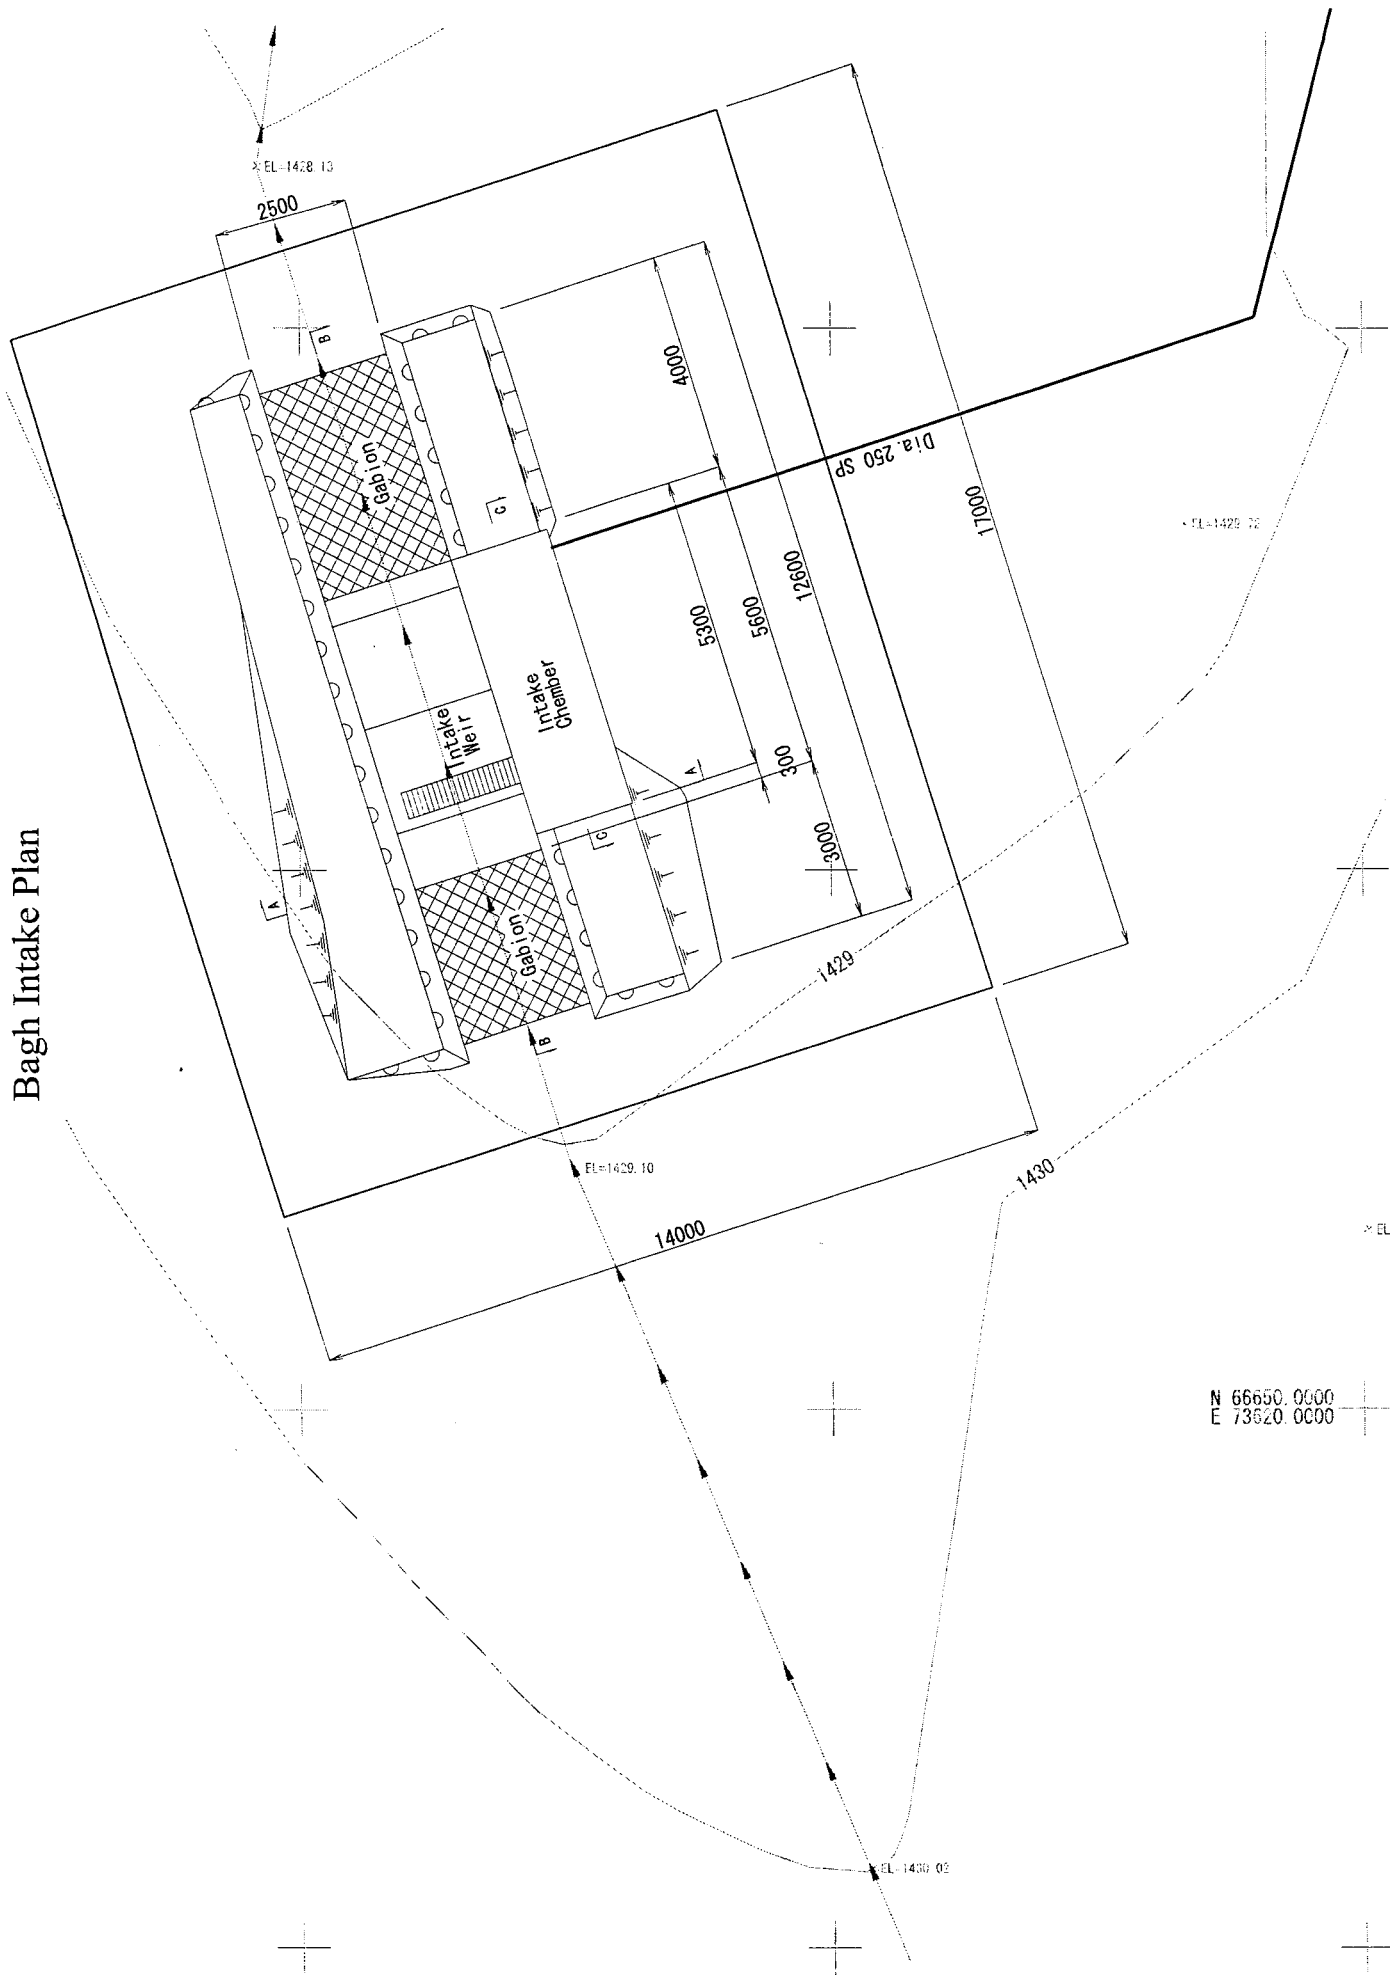 Bagh Intake Plan
EL=1428.13
2500
B
Gabion
C
4000
Dia. 250 SP
17000
12600
5600
5300
Intake
Chember
Intake
Weir
A
A
300
3000
C
Gabion
B
1429
EL=1429.10
14000
1430
EL
N 66650.0000
E 73620.0000
EL=1430.02